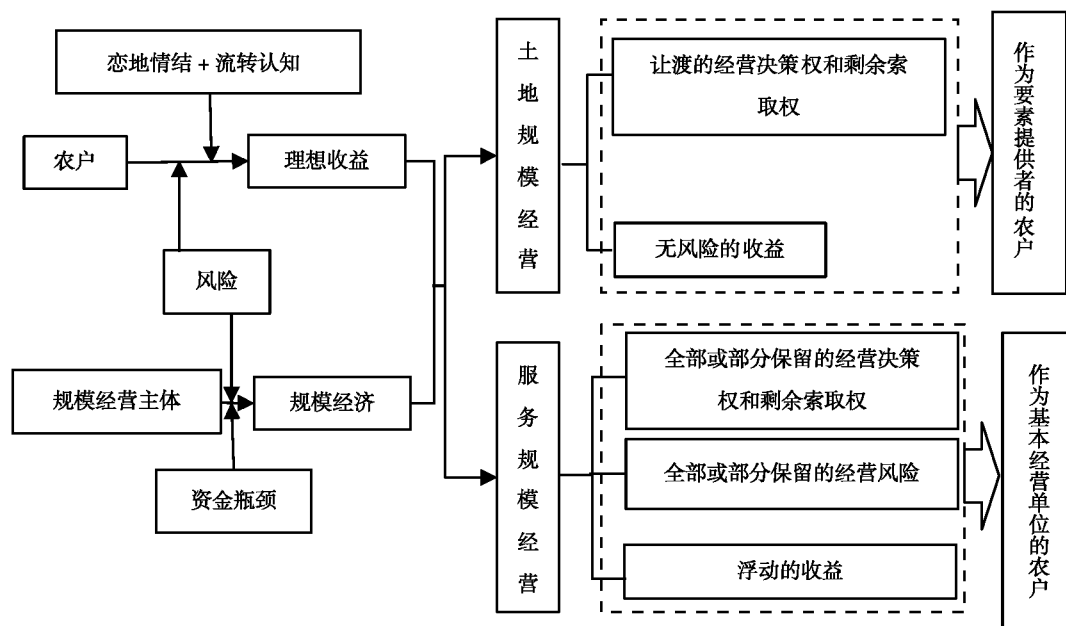 恋地情结 + 流转认知
农户
理想收益
风险
规模经营主体
规模经济
资金瓶颈
土地规模经营
让渡的经营决策权和剩余索
取权
无风险的收益
作为要素提供者的农户
服务规模经营
全部或部分保留的经营决策
权和剩余索取权
全部或部分保留的经营风险
浮动的收益
作为基本经营单位的农户